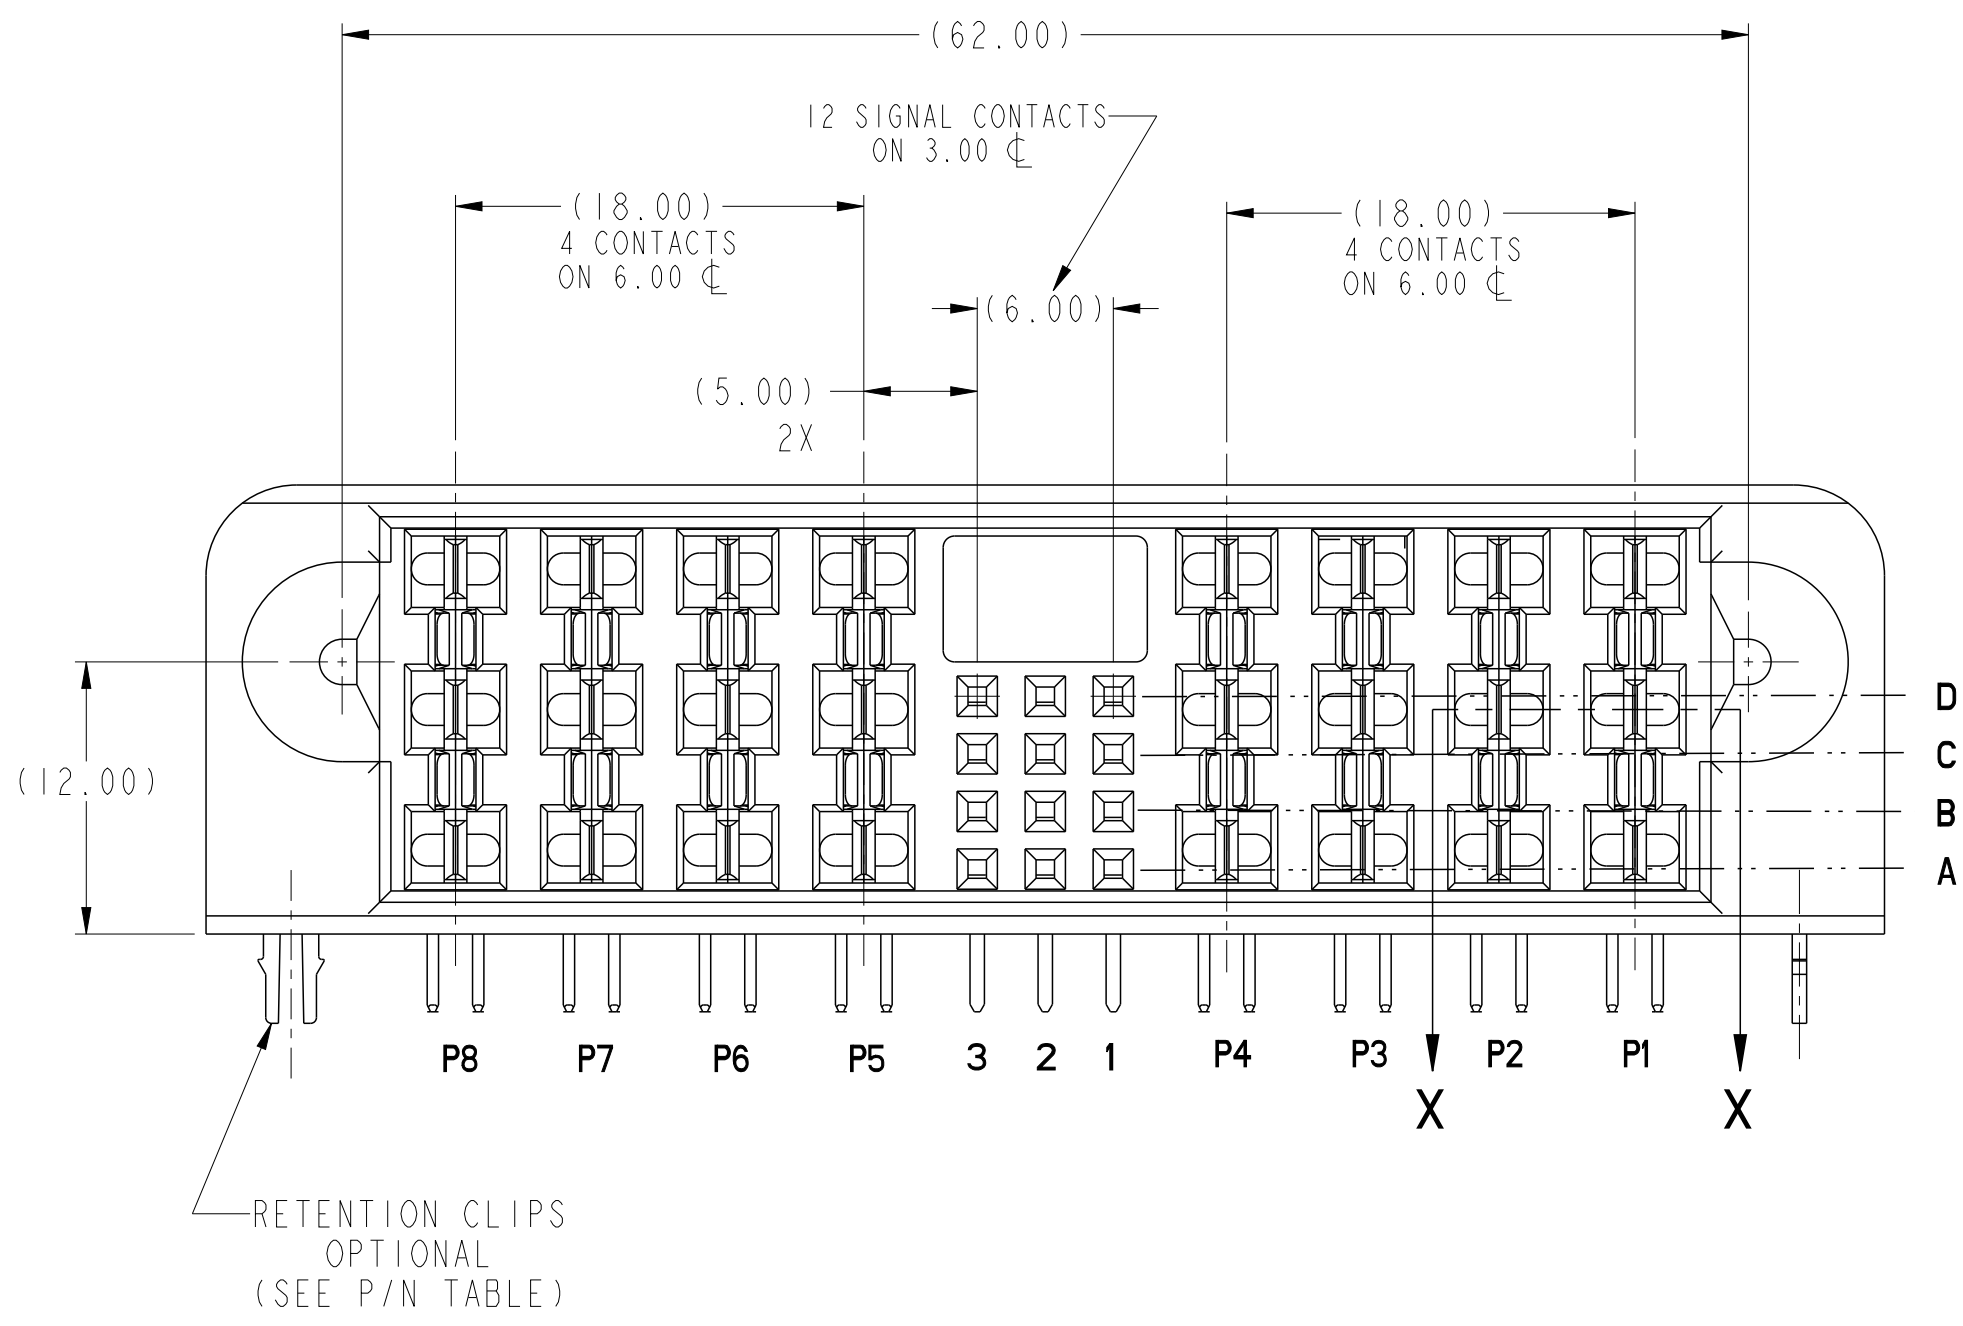 (62.00)
12 SIGNAL CONTACTS
ON 3.00 ℄
(18.00)
4 CONTACTS
ON 6.00 ℄
(18.00)
4 CONTACTS
ON 6.00 ℄
(6.00)
(5.00)
2X
(12.00)
D
C
B
A
P8 P7 P6 P5 3 2 1 P4 P3 P2 P1
X X
RETENTION CLIPS
OPTIONAL
(SEE P/N TABLE)